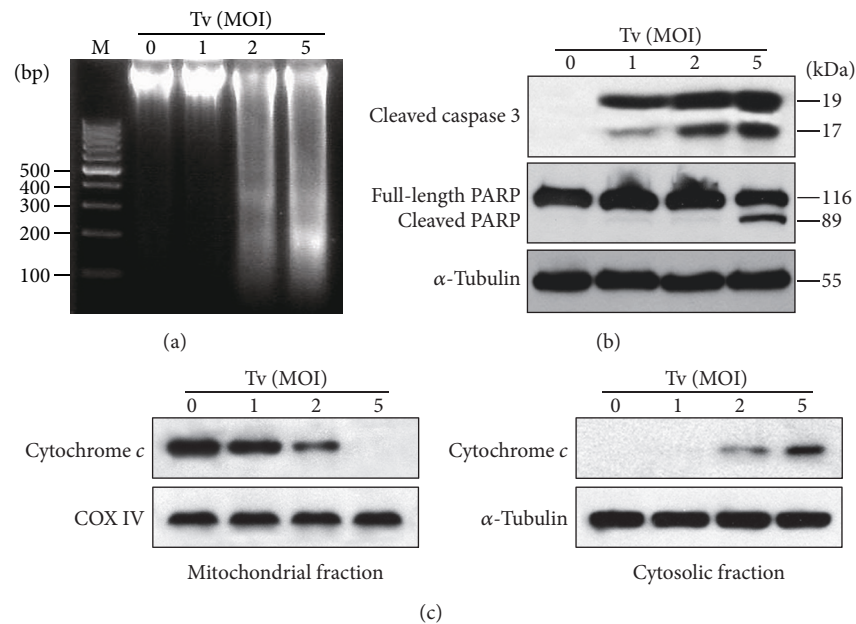 Tv (MOI)
M 0 1 2 5
(bp)
500
400
300
200
100
(a)
Tv (MOI)
0 1 2 5
(kDa)
Cleaved caspase 3
19
17
Full-length PARP
116
Cleaved PARP
89
α-Tubulin
55
(b)
Tv (MOI)
0 1 2 5
Cytochrome c
COX IV
Mitochondrial fraction
Tv (MOI)
0 1 2 5
Cytochrome c
α-Tubulin
Cytosolic fraction
(c)